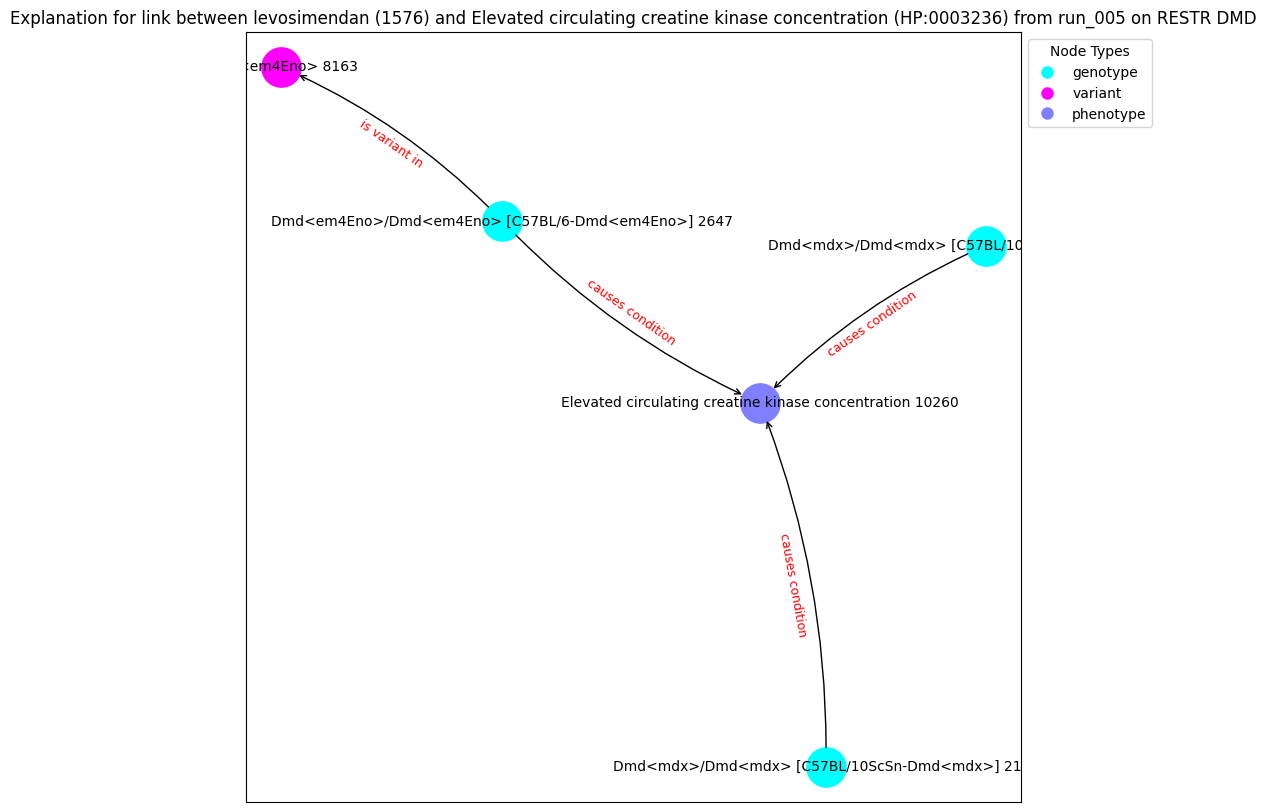 Explanation for link between levosimendan (1576) and Elevated circulating creatine kinase concentration (HP:0003236) from run_005 on RESTR DMD
Node Types
genotype
variant
phenotype
<em4Eno> 8163
is variant in
Dmd<em4Eno>/Dmd<em4Eno> [C57BL/6-Dmd<em4Eno>] 2647
Dmd<mdx>/Dmd<mdx> [C57BL/10
causes condition
causes condition
Elevated circulating creatine kinase concentration 10260
causes condition
Dmd<mdx>/Dmd<mdx> [C57BL/10ScSn-Dmd<mdx>] 21